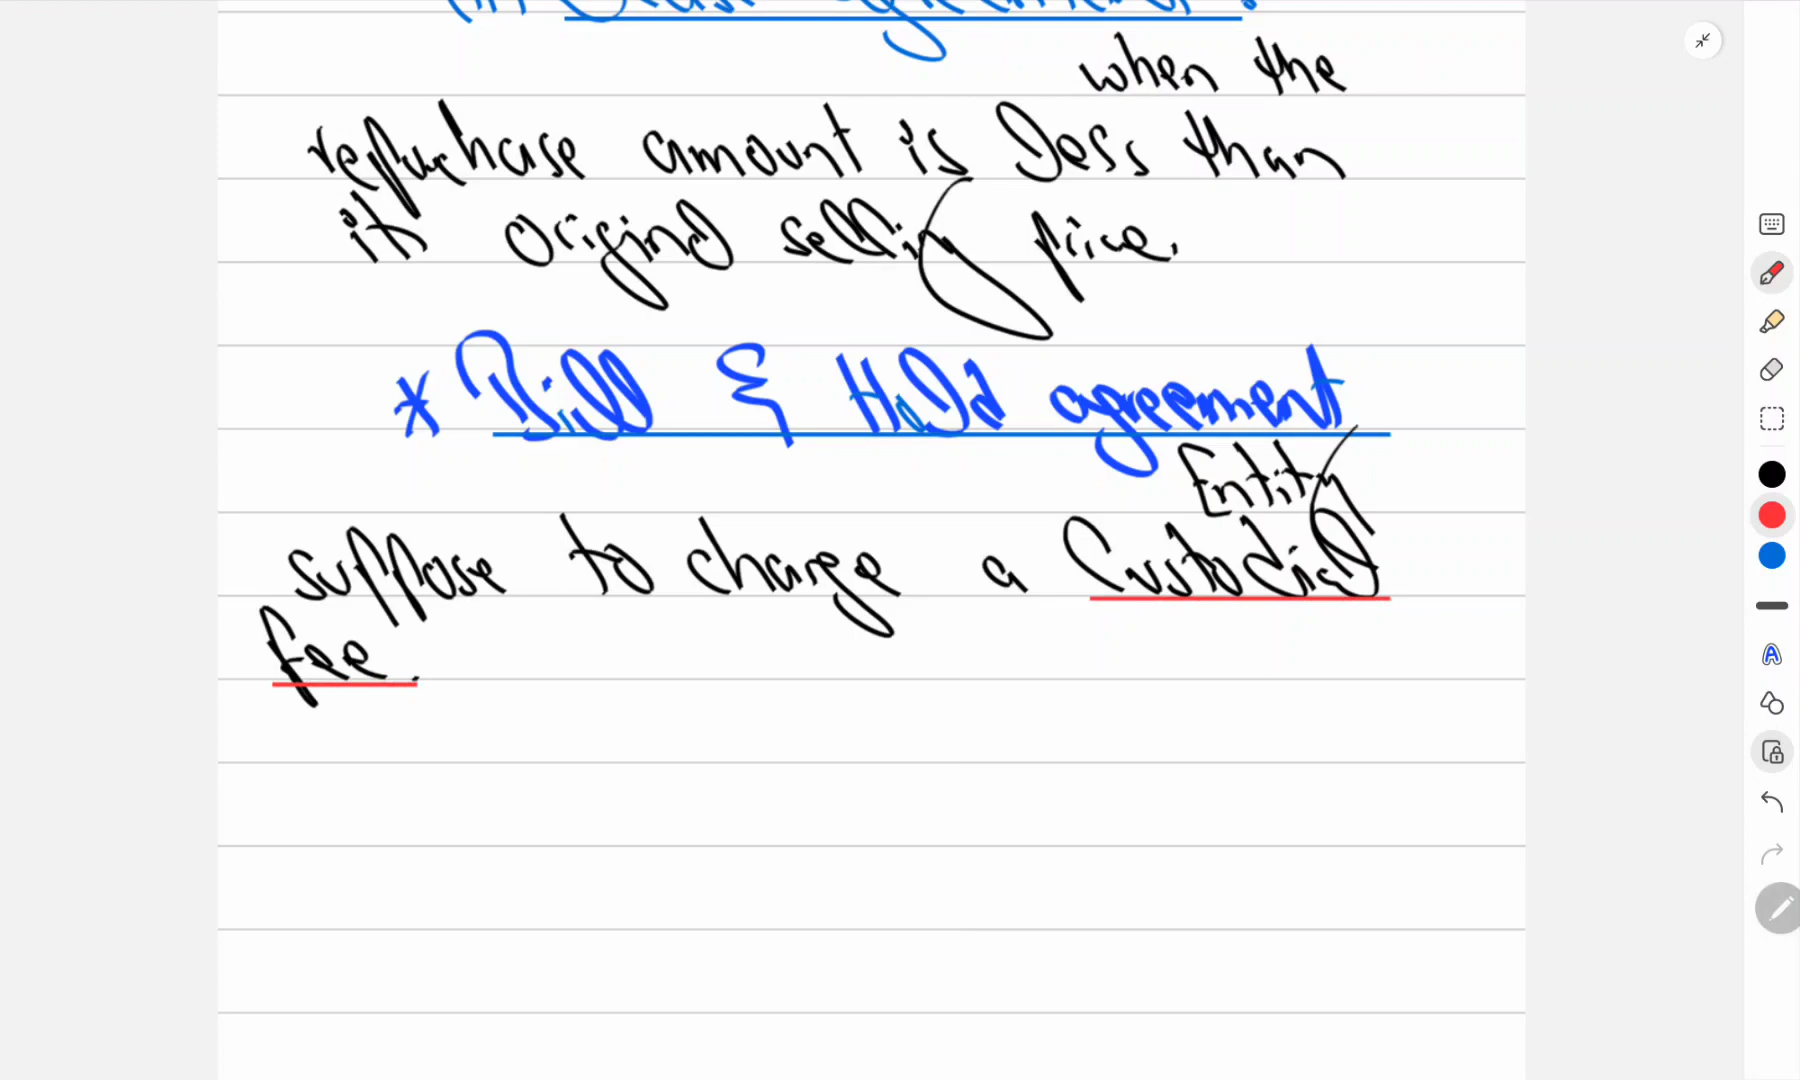 when the
repurchase amount is less than
its original selling price.
* Bill & Hold agreement
Entity
suppose to charge a Custodial
fee.